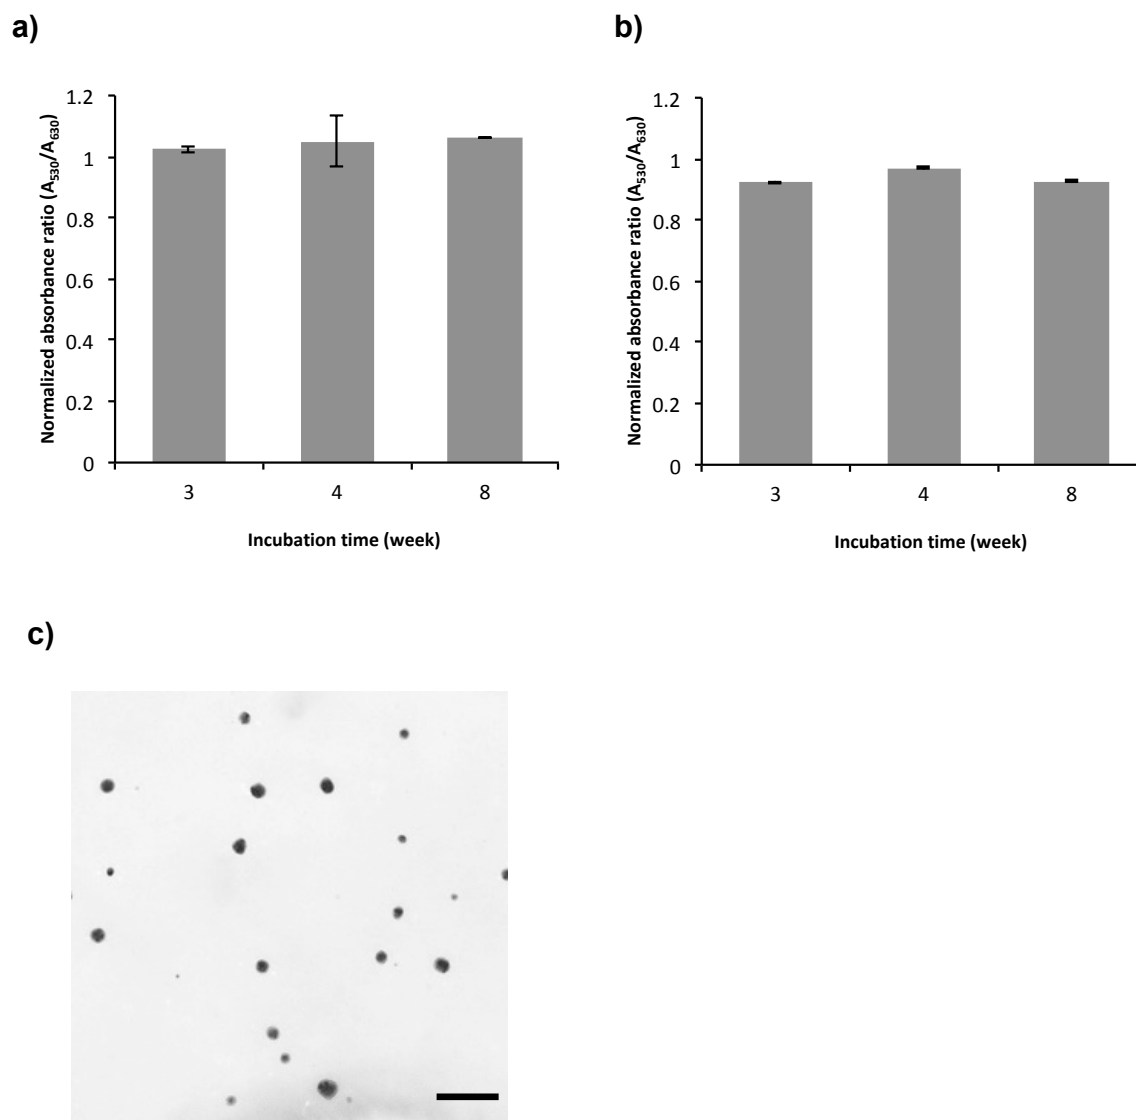 a)
Normalized absorbance ratio (A₅₃₀/A₆₃₀)
1.2
1
0.8
0.6
0.4
0.2
0
3 4 8
Incubation time (week)
b)
Normalized absorbance ratio (A₅₃₀/A₆₃₀)
1.2
1
0.8
0.6
0.4
0.2
0
3 4 8
Incubation time (week)
c)